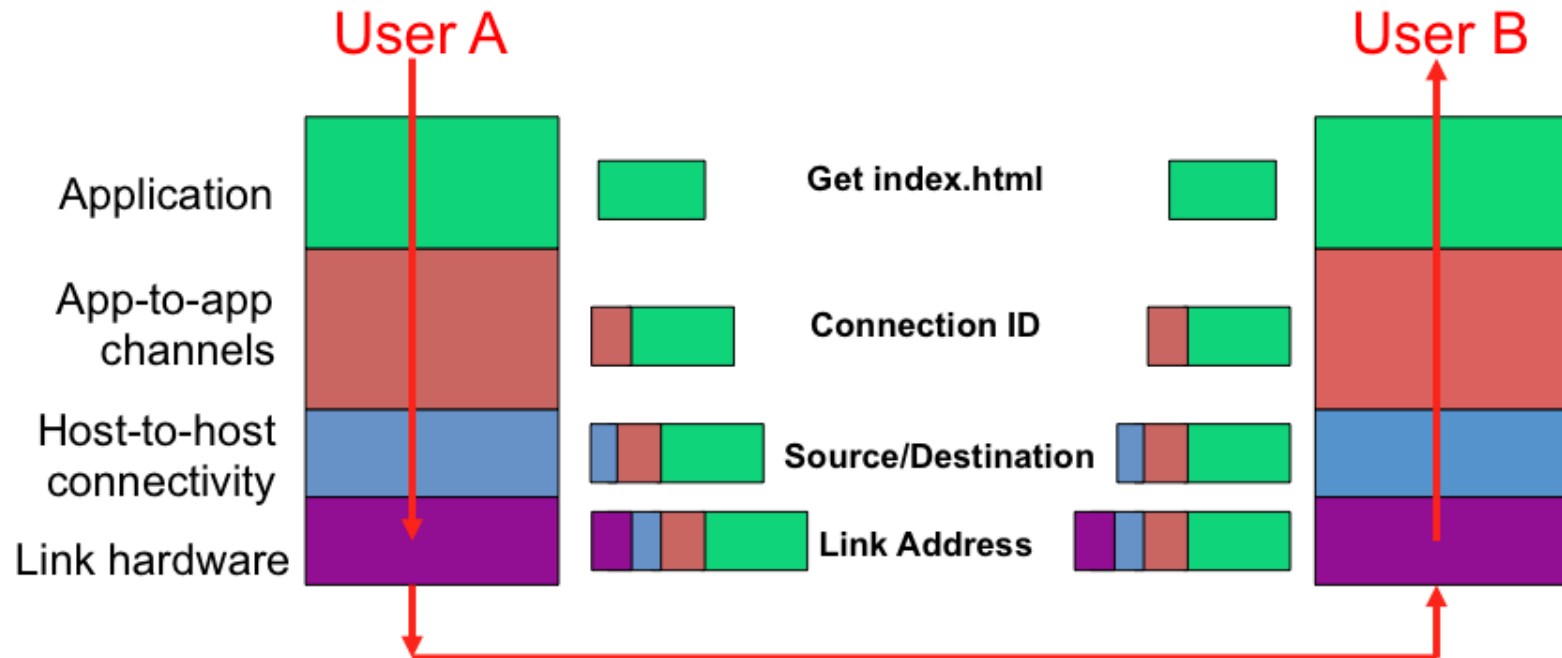 User A
User B
Application
Get index.html
App-to-app
channels
Connection ID
Host-to-host
connectivity
Source/Destination
Link hardware
Link Address